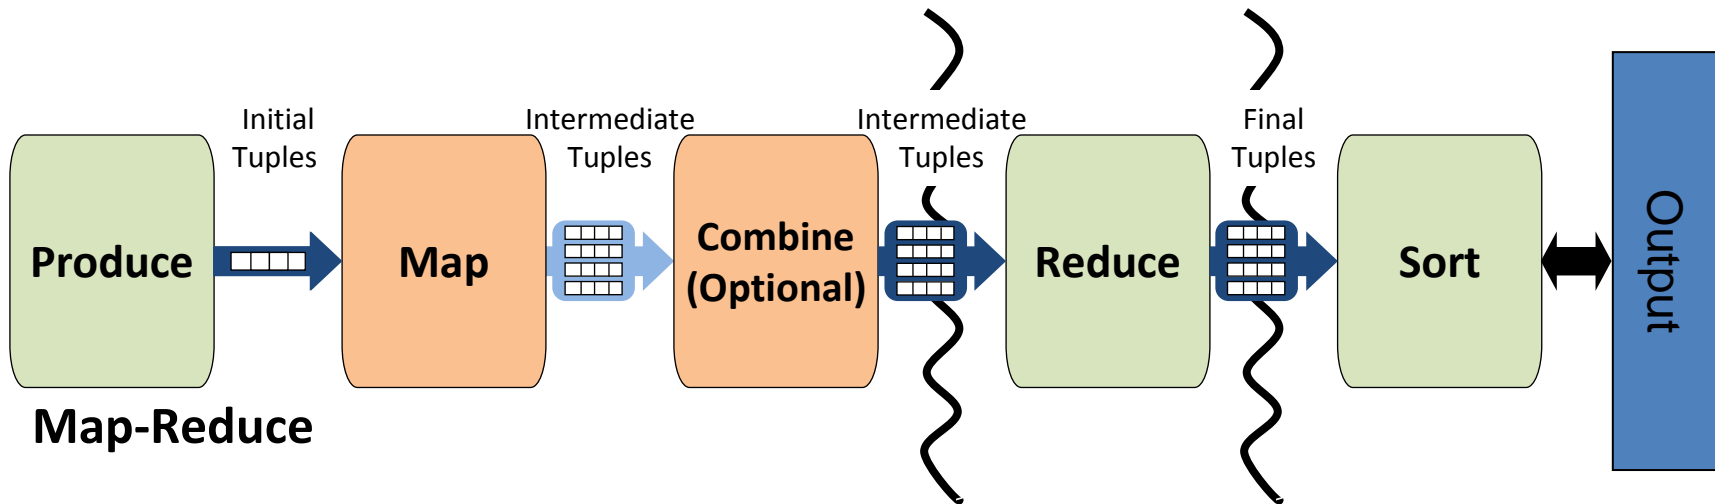 Initial
Tuples
Intermediate
Tuples
Intermediate
Tuples
Final
Tuples
Produce
Map
Combine
(Optional)
Reduce
Sort
Output
Map-Reduce